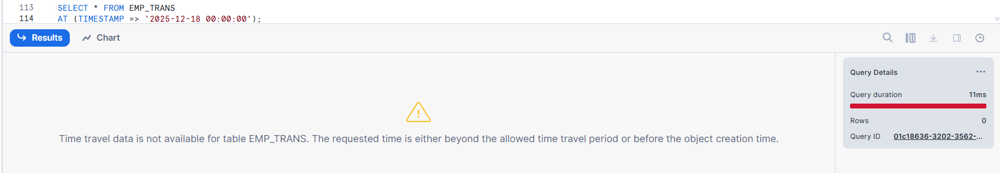 113 SELECT * FROM EMP_TRANS
114 AT (TIMESTAMP => '2025-12-18 00:00:00');
Results Chart
Query Details
Query duration 11ms
Rows 0
Query ID 01c18636-3202-3562-...
Time travel data is not available for table EMP_TRANS. The requested time is either beyond the allowed time travel period or before the object creation time.